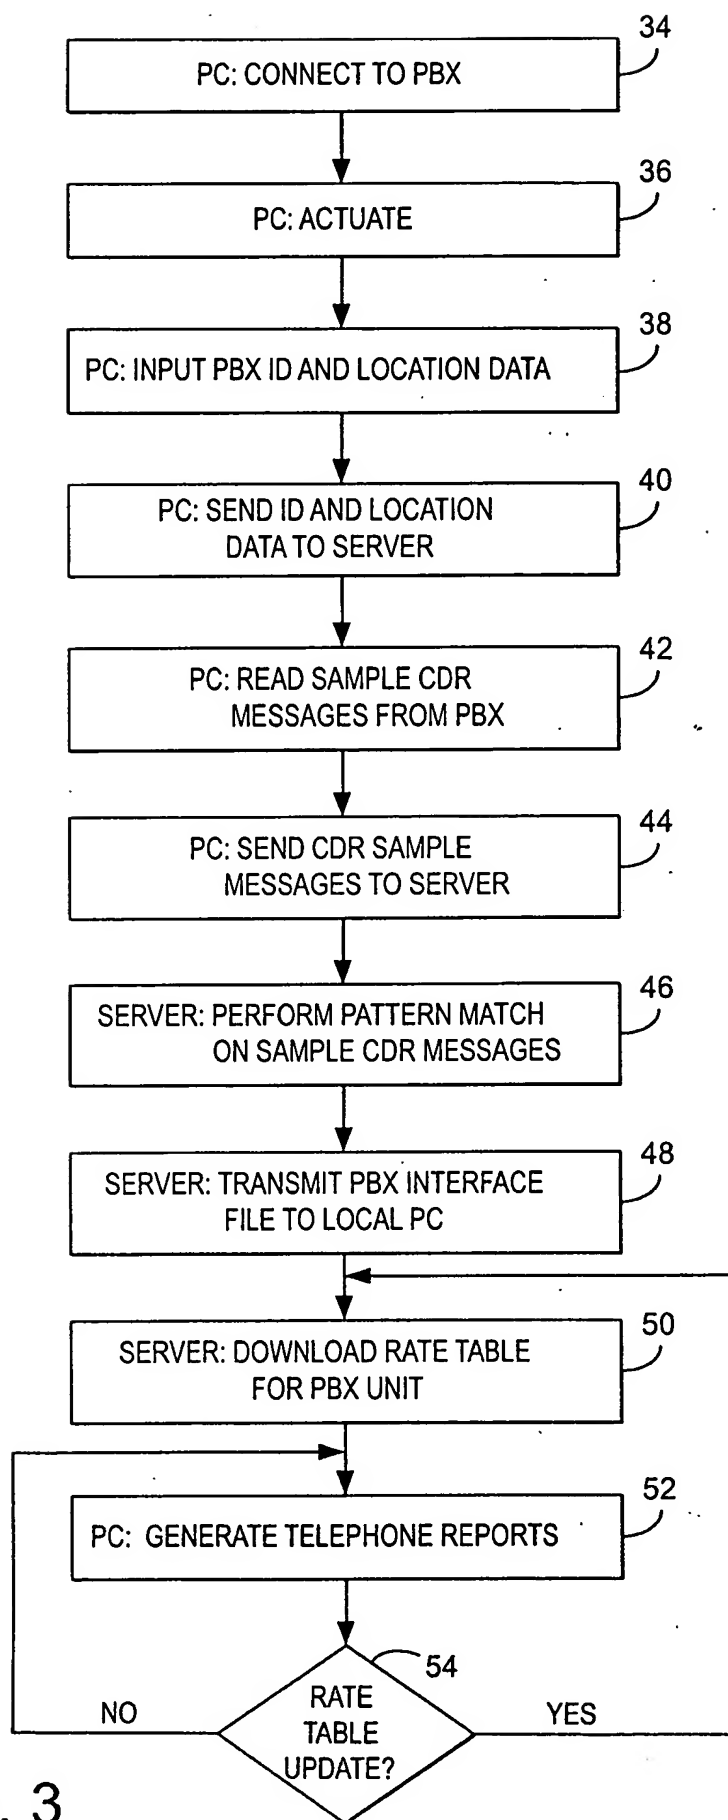 34
PC: CONNECT TO PBX
36
PC: ACTUATE
38
PC: INPUT PBX ID AND LOCATION DATA
40
PC: SEND ID AND LOCATION
DATA TO SERVER
42
PC: READ SAMPLE CDR
MESSAGES FROM PBX
44
PC: SEND CDR SAMPLE
MESSAGES TO SERVER
46
SERVER: PERFORM PATTERN MATCH
ON SAMPLE CDR MESSAGES
48
SERVER: TRANSMIT PBX INTERFACE
FILE TO LOCAL PC
50
SERVER: DOWNLOAD RATE TABLE
FOR PBX UNIT
52
PC: GENERATE TELEPHONE REPORTS
54
NO
RATE
TABLE
UPDATE?
YES
. 3